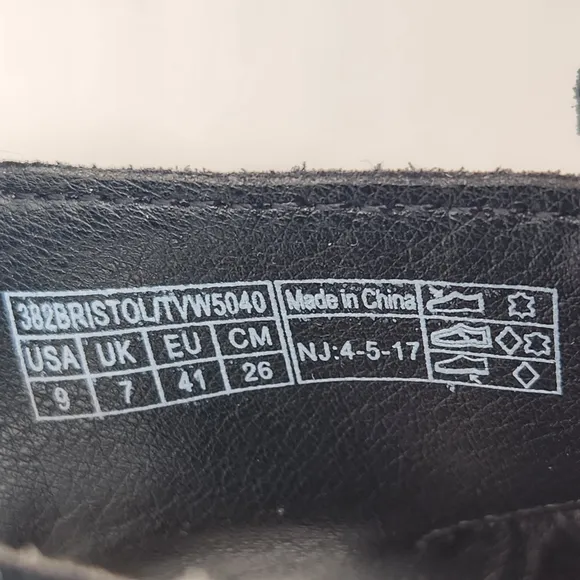 382BRISTOL/TVW5040
USA UK EU CM
9 7 41 26
Made in China
NJ:4-5-17